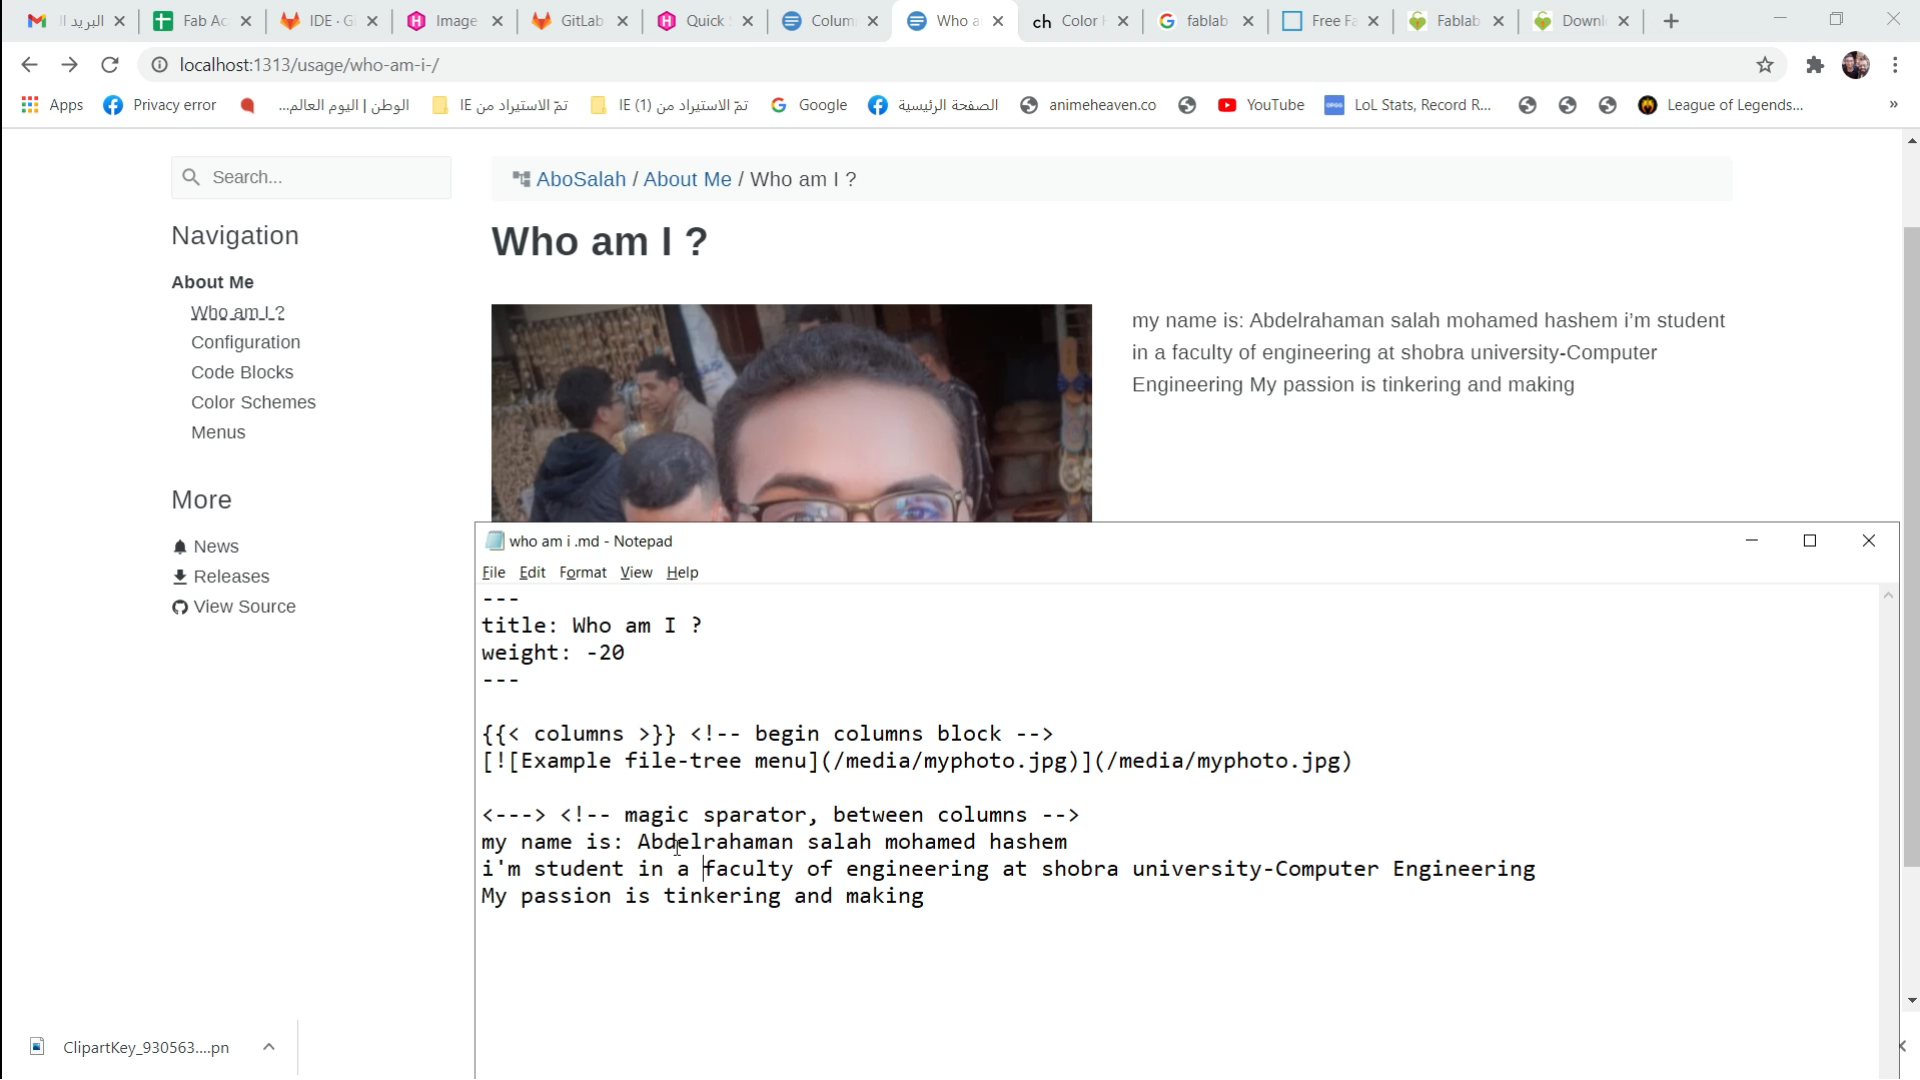 البريد ال
Fab Ac
IDE · Gi
Image
GitLab
Quick
Colum
Who a
ch Color H
fablab
Free Fa
Fablab
Downl
localhost:1313/usage/who-am-i-/
Apps
Privacy error
الوطن | اليوم العالم...
تمّ الاستيراد من IE
تمّ الاستيراد من IE (1)
Google
الصفحة الرئيسية
animeheaven.co
YouTube
LoL Stats, Record R...
League of Legends...
»
Search...
AboSalah / About Me / Who am I ?
Navigation
Who am I ?
About Me
Who am I ?
Configuration
Code Blocks
Color Schemes
Menus
my name is: Abdelrahaman salah mohamed hashem i’m student
in a faculty of engineering at shobra university-Computer
Engineering My passion is tinkering and making
More
News
Releases
View Source
who am i .md - Notepad
File Edit Format View Help
---
title: Who am I ?
weight: -20
---
{{< columns >}} <!-- begin columns block -->
[![Example file-tree menu](/media/myphoto.jpg)](/media/myphoto.jpg)
<---> <!-- magic sparator, between columns -->
my name is: Abdelrahaman salah mohamed hashem
i'm student in a faculty of engineering at shobra university-Computer Engineering
My passion is tinkering and making
ClipartKey_930563....pn